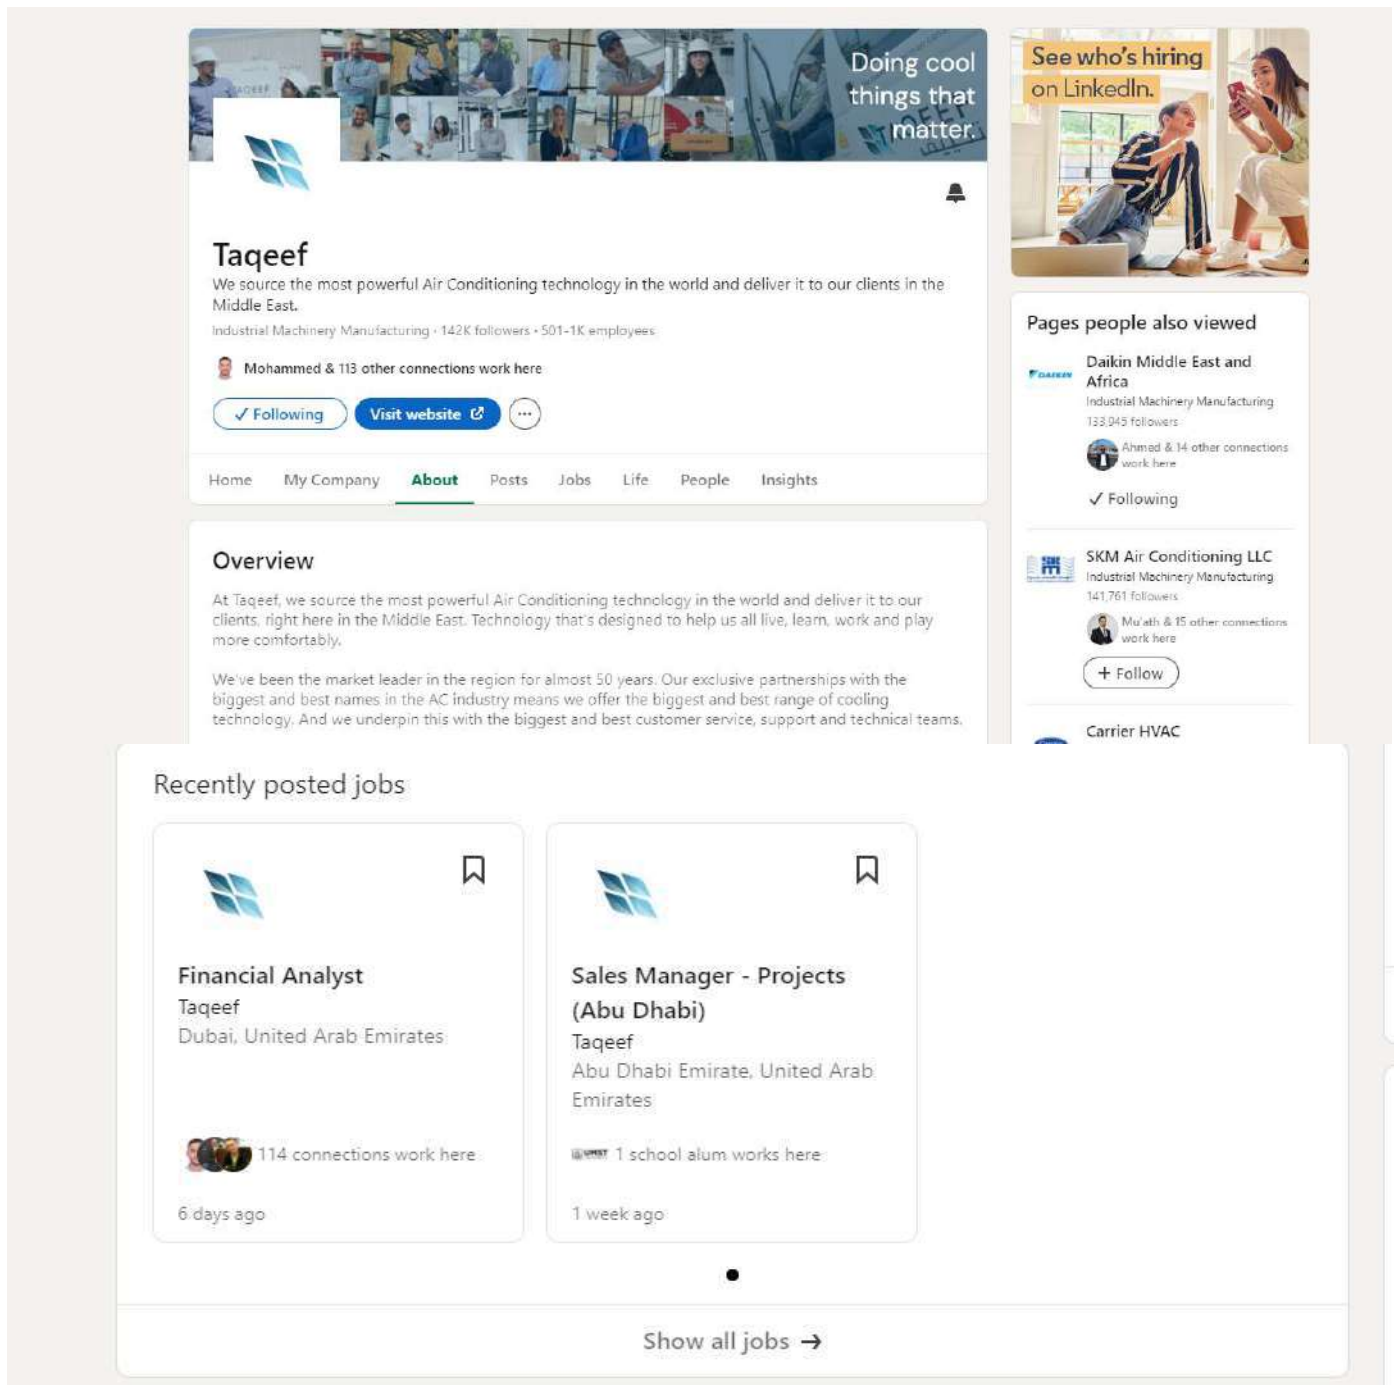 Doing cool
things that
matter.
Taqeef
We source the most powerful Air Conditioning technology in the world and deliver it to our clients in the
Middle East.
Industrial Machinery Manufacturing · 142K followers · 501-1K employees
Mohammed & 113 other connections work here
Following
Visit website
Home My Company About Posts Jobs Life People Insights
Overview
At Taqeef, we source the most powerful Air Conditioning technology in the world and deliver it to our
clients, right here in the Middle East. Technology that's designed to help us all live, learn, work and play
more comfortably.
We've been the market leader in the region for almost 50 years. Our exclusive partnerships with the
biggest and best names in the AC industry means we offer the biggest and best range of cooling
technology. And we underpin this with the biggest and best customer service, support and technical teams.
See who's hiring
on LinkedIn.
Pages people also viewed
DAIKIN
Daikin Middle East and
Africa
Industrial Machinery Manufacturing
133,945 followers
Ahmed & 14 other connections
work here
Following
SKM Air Conditioning LLC
Industrial Machinery Manufacturing
141,761 followers
Mu'ath & 15 other connections
work here
+ Follow
Carrier HVAC
Recently posted jobs
Financial Analyst
Taqeef
Dubai, United Arab Emirates
114 connections work here
6 days ago
Sales Manager - Projects
(Abu Dhabi)
Taqeef
Abu Dhabi Emirate, United Arab
Emirates
UMST 1 school alum works here
1 week ago
Show all jobs →